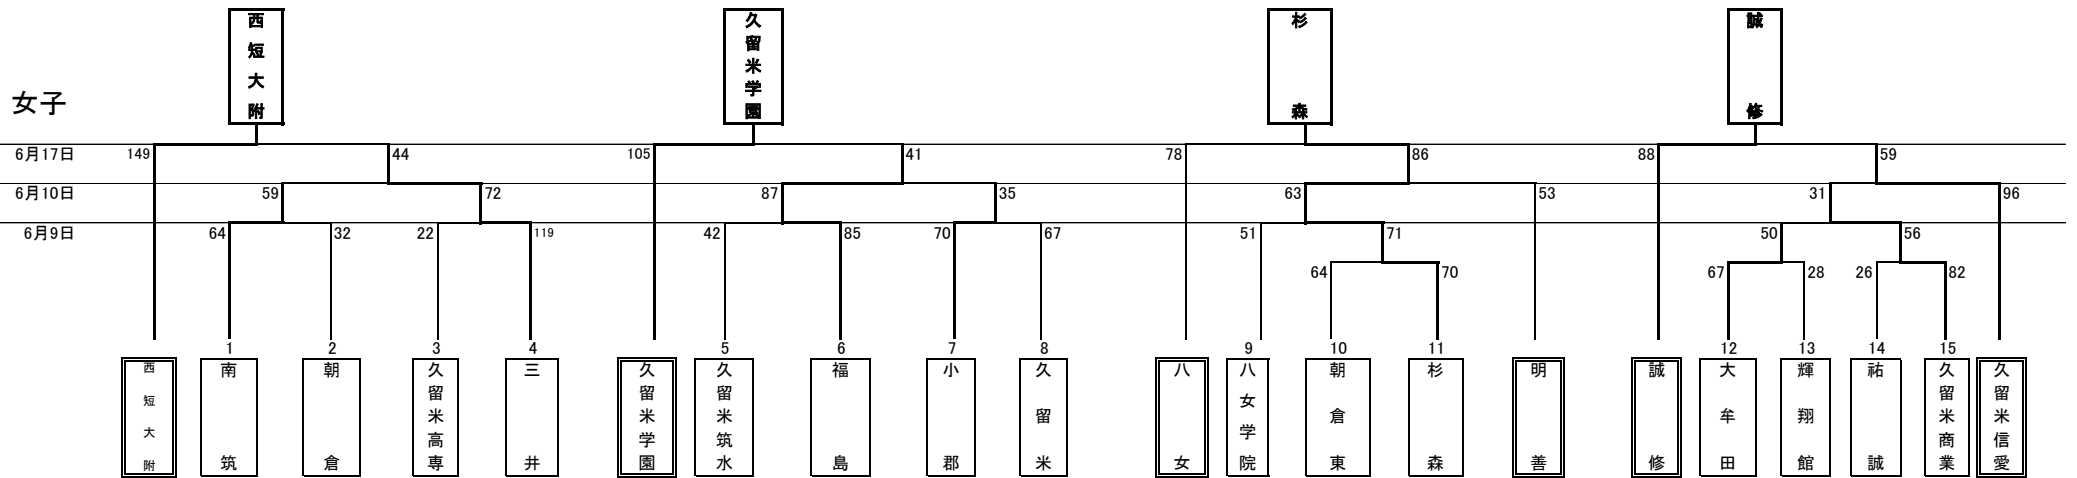 西短大附
久留米学園
杉森
誠修
女子
6月17日 149 44 105 41 78 86 88 59
6月10日 59 72 87 35 63 53 31 96
6月9日 64 32 22 119 42 85 70 67 51 71 50 56
64 70 67 28 26 82
1 2 3 4 5 6 7 8 9 10 11 12 13 14 15
西短大附
南筑
朝倉
久留米高専
三井
久留米学園
久留米筑水
福島
小郡
久留米
八女
八女学院
朝倉東
杉森
明善
誠修
大牟田
輝翔館
祐誠
久留米商業
久留米信愛